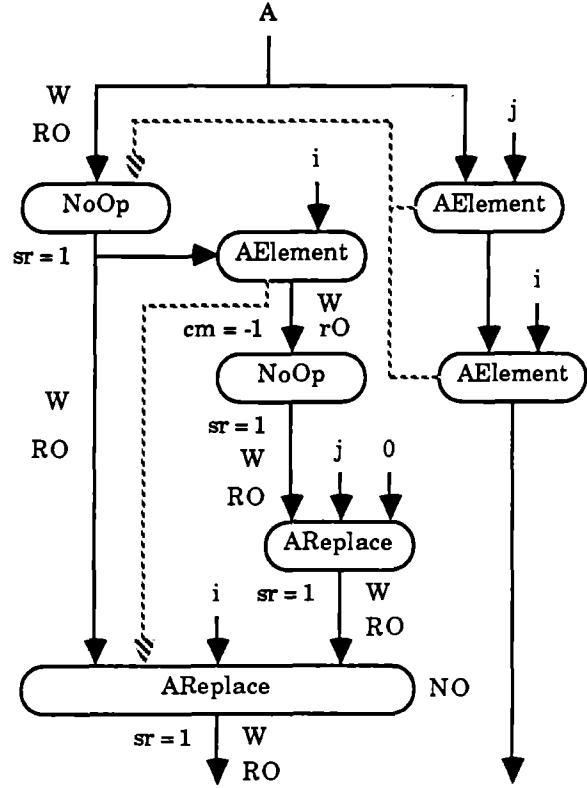 A
W
RO
j
NoOp
i
AElement
sr = 1
AElement
i
cm = -1
W
rO
NoOp
AElement
W
RO
sr = 1
W
RO
j
0
AReplace
i
sr = 1
W
RO
AReplace
NO
sr = 1
W
RO